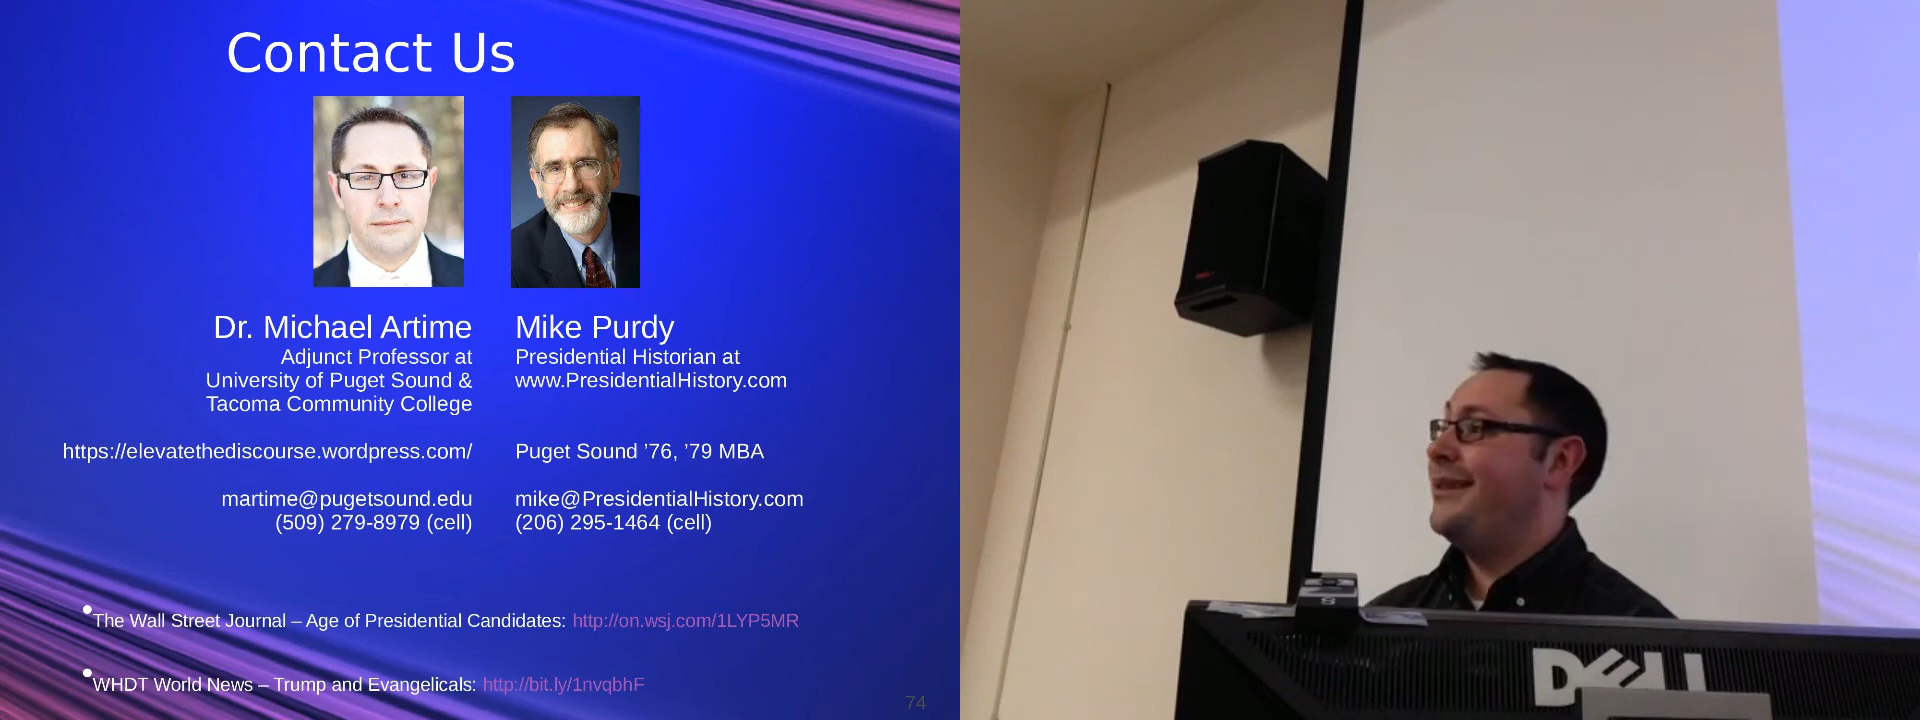 Contact Us
Dr. Michael Artime
Adjunct Professor at
University of Puget Sound &
Tacoma Community College
https://elevatethediscourse.wordpress.com/
martime@pugetsound.edu
(509) 279-8979 (cell)
Mike Purdy
Presidential Historian at
www.PresidentialHistory.com
Puget Sound ’76, ’79 MBA
mike@PresidentialHistory.com
(206) 295-1464 (cell)
•The Wall Street Journal – Age of Presidential Candidates: http://on.wsj.com/1LYP5MR
•WHDT World News – Trump and Evangelicals: http://bit.ly/1nvqbhF
74
DELL